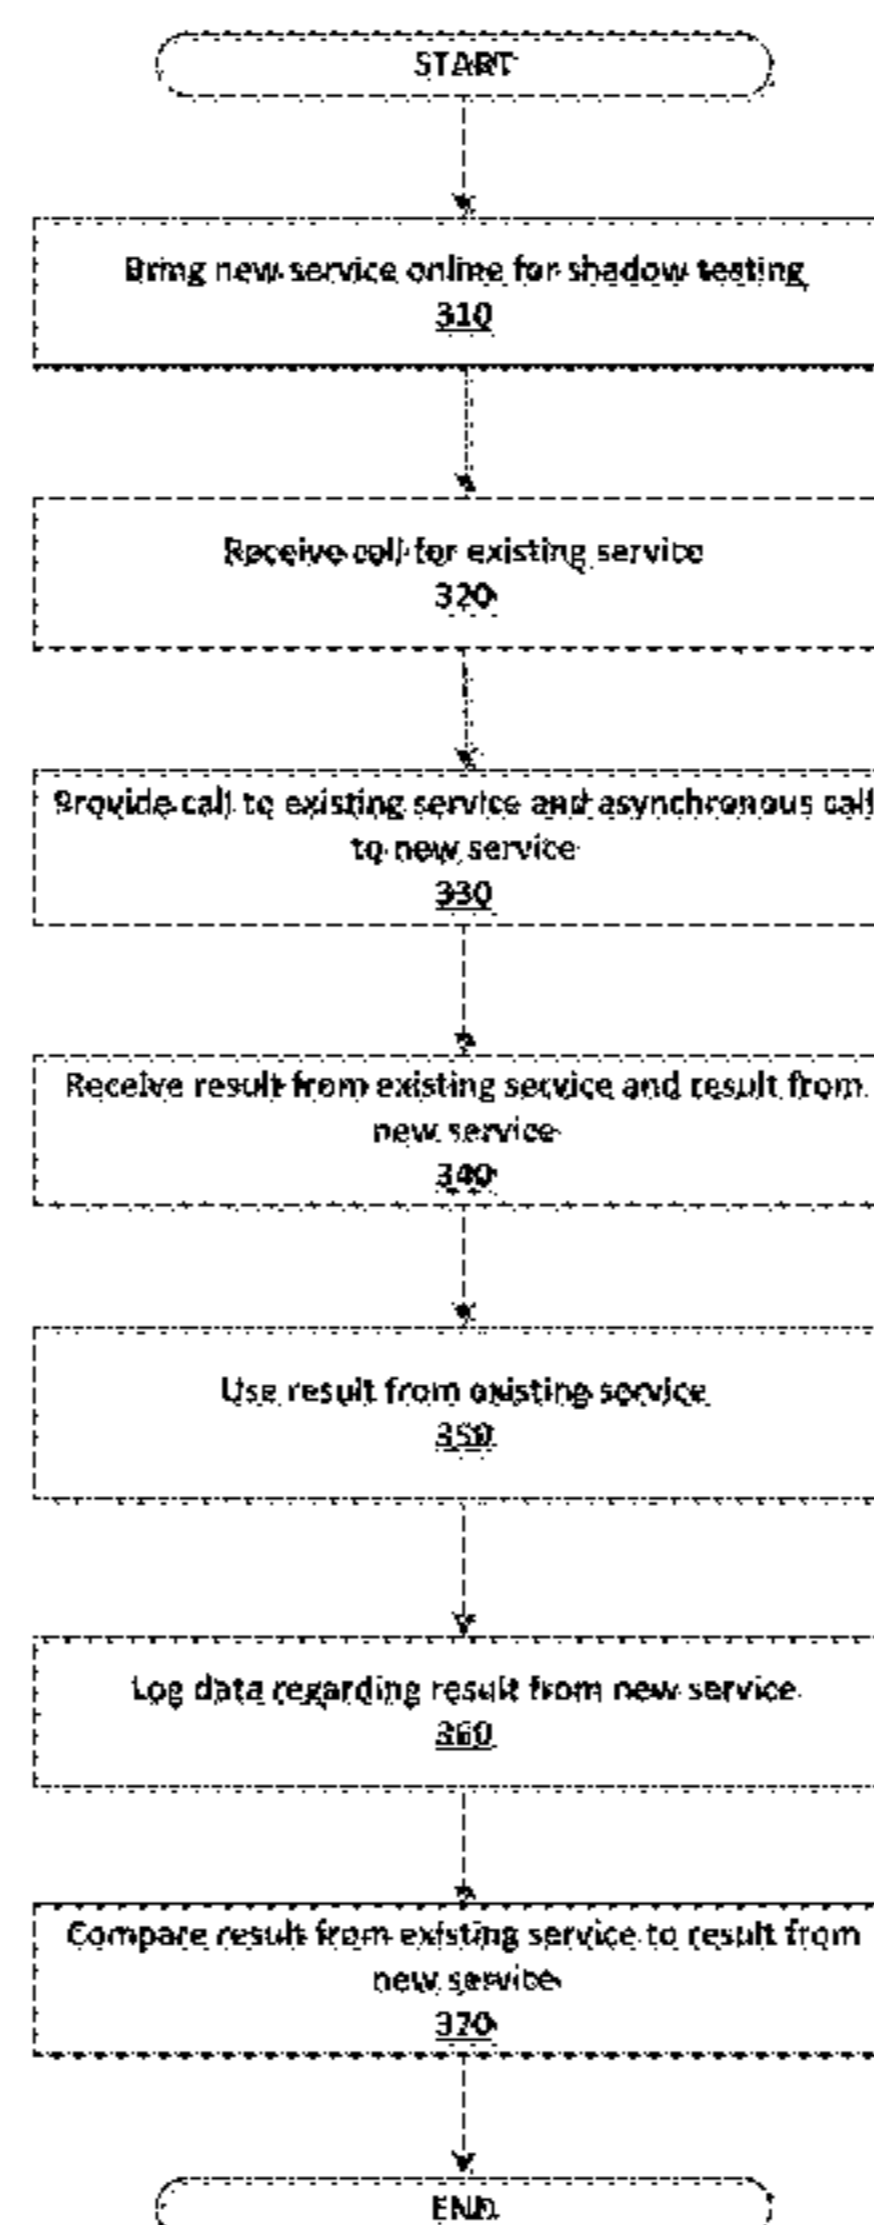 START
Bring new service online for shadow testing
310
Receive call for existing service
320
Provide call to existing service and asynchronous call
to new service
330
Receive result from existing service and result from
new service
340
Use result from existing service
350
Log data regarding result from new service
360
Compare result from existing service to result from
new service
370
END